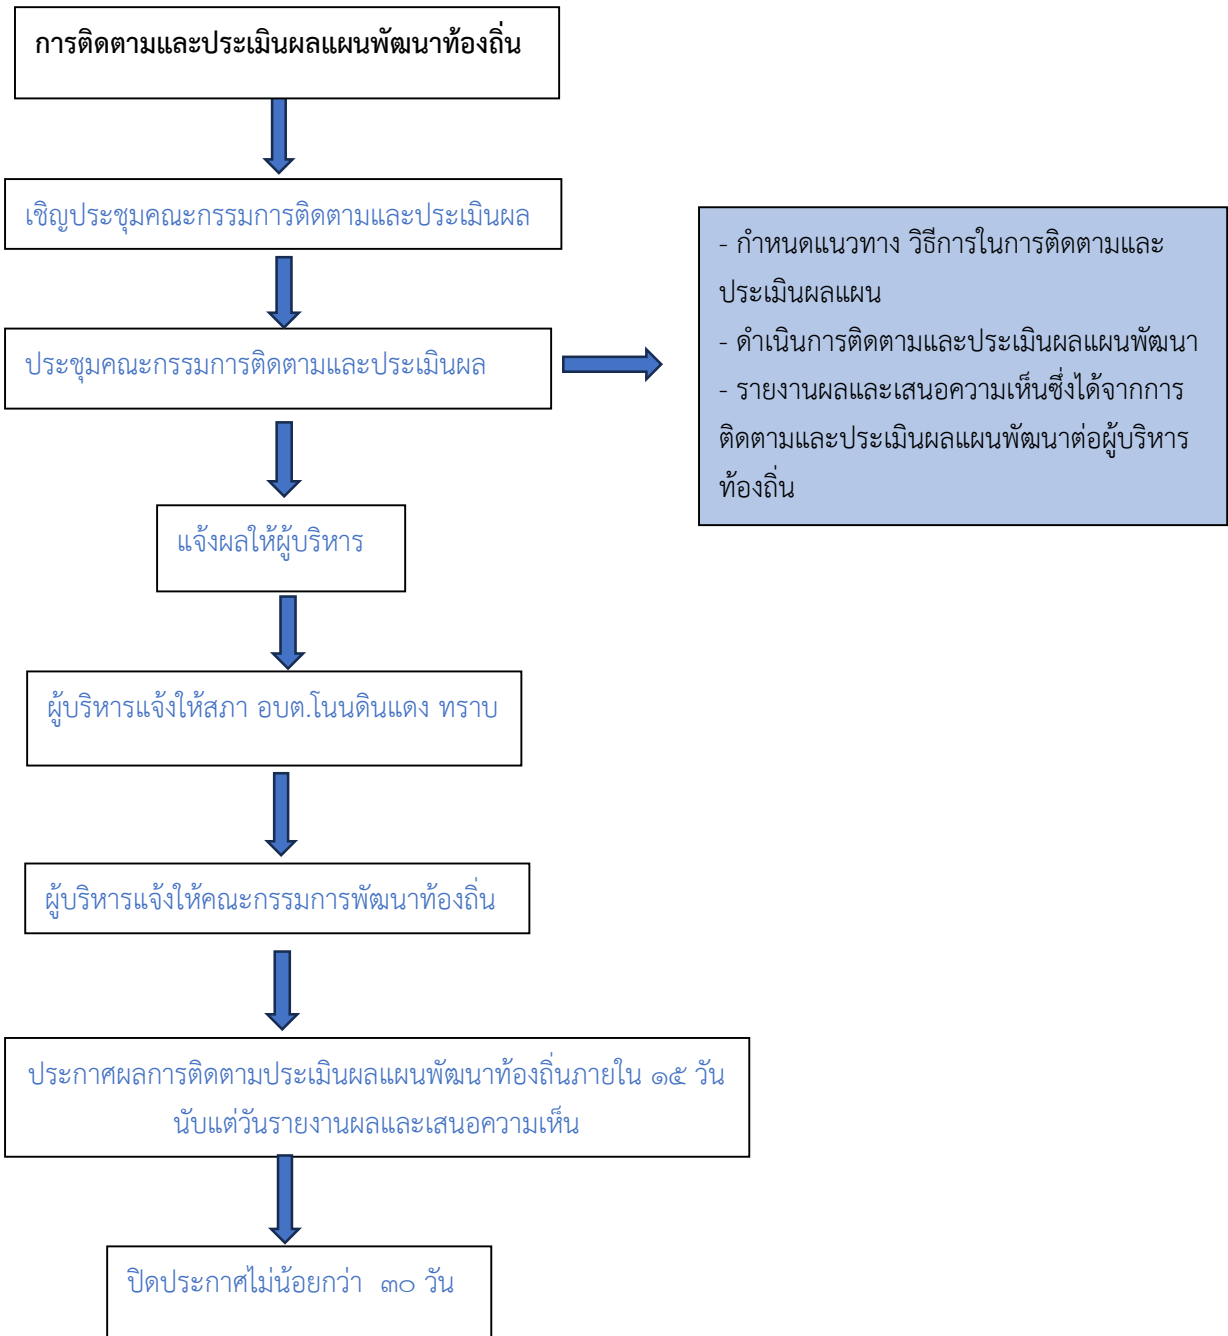 การติดตามและประเมินผลแผนพัฒนาท้องถิ่น
เชิญประชุมคณะกรรมการติดตามและประเมินผล
ประชุมคณะกรรมการติดตามและประเมินผล
- กำหนดแนวทาง วิธีการในการติดตามและ
ประเมินผลแผน
- ดำเนินการติดตามและประเมินผลแผนพัฒนา
- รายงานผลและเสนอความเห็นซึ่งได้จากการ
ติดตามและประเมินผลแผนพัฒนาต่อผู้บริหาร
ท้องถิ่น
แจ้งผลให้ผู้บริหาร
ผู้บริหารแจ้งให้สภา อบต.โนนดินแดง ทราบ
ผู้บริหารแจ้งให้คณะกรรมการพัฒนาท้องถิ่น
ประกาศผลการติดตามประเมินผลแผนพัฒนาท้องถิ่นภายใน ๑๕ วัน
นับแต่วันรายงานผลและเสนอความเห็น
ปิดประกาศไม่น้อยกว่า ๓๐ วัน